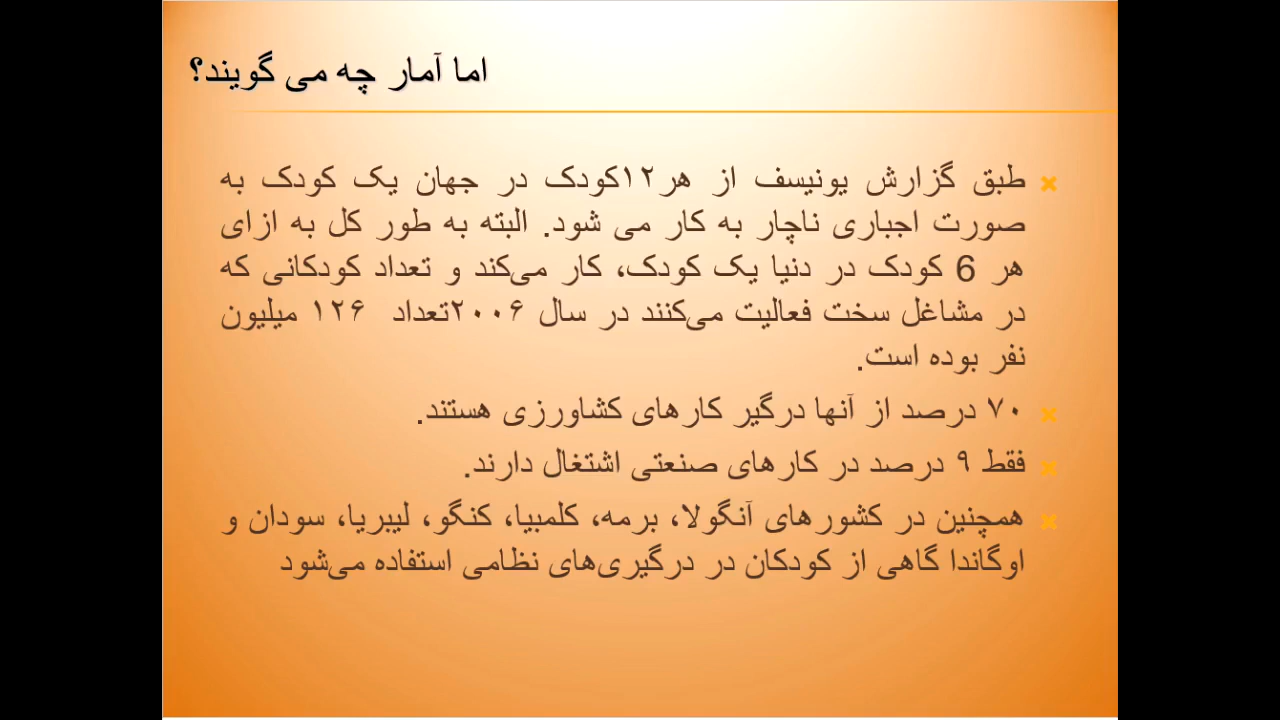 اما آمار چه می گویند؟
طبق گزارش یونیسف از هر۱۲کودک در جهان یک کودک به
صورت اجباری ناچار به کار می شود. البته به طور کل به ازای
هر 6 کودک در دنیا یک کودک، کار می‌کند و تعداد کودکانی که
در مشاغل سخت فعالیت می‌کنند در سال ۲۰۰۶تعداد ۱۲۶ میلیون
نفر بوده است.
۷۰ درصد از آنها درگیر کارهای کشاورزی هستند.
فقط ۹ درصد در کارهای صنعتی اشتغال دارند.
همچنین در کشورهای آنگولا، برمه، کلمبیا، کنگو، لیبریا، سودان و
اوگاندا گاهی از کودکان در درگیری‌های نظامی استفاده می‌شود